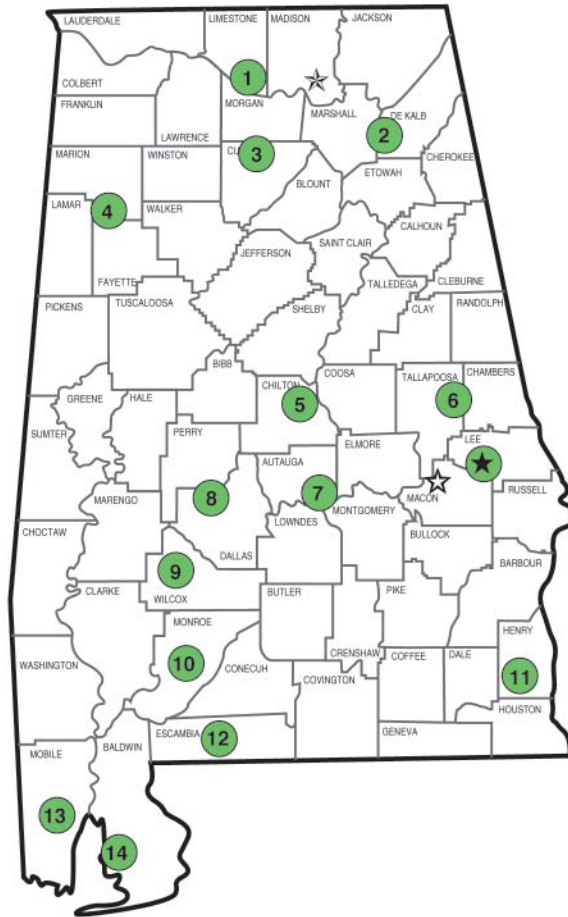 LAUDERDALE
LIMESTONE
MADISON
JACKSON
COLBERT
1
FRANKLIN
MORGAN
MARSHALL
DE KALB
LAWRENCE
2
MARION
WINSTON
3
CU
BLOUNT
ETOWAH
CHEROKEE
LAMAR
4
WALKER
CALHOUN
SAINT CLAIR
JEFFERSON
FAYETTE
TALLEDEGA
CLEBURNE
PICKENS
TUSCALOOSA
SHELBY
CLAY
RANDOLPH
BIBB
COOSA
TALLAPOOSA
CHAMBERS
CHILTON
GREENE
HALE
5
6
SUMTER
PERRY
ELMORE
LEE
AUTAUGA
MARENGO
8
7
MACON
RUSSELL
MONTGOMERY
LOWNDES
CHOCTAW
DALLAS
BULLOCK
BARBOUR
9
CLARKE
WILCOX
BUTLER
PIKE
MONROE
HENRY
WASHINGTON
10
CONECUH
CRENSHAW
COFFEE
DALE
11
COVINGTON
HOUSTON
ESCAMBIA
12
GENEVA
MOBILE
BALDWIN
13
14